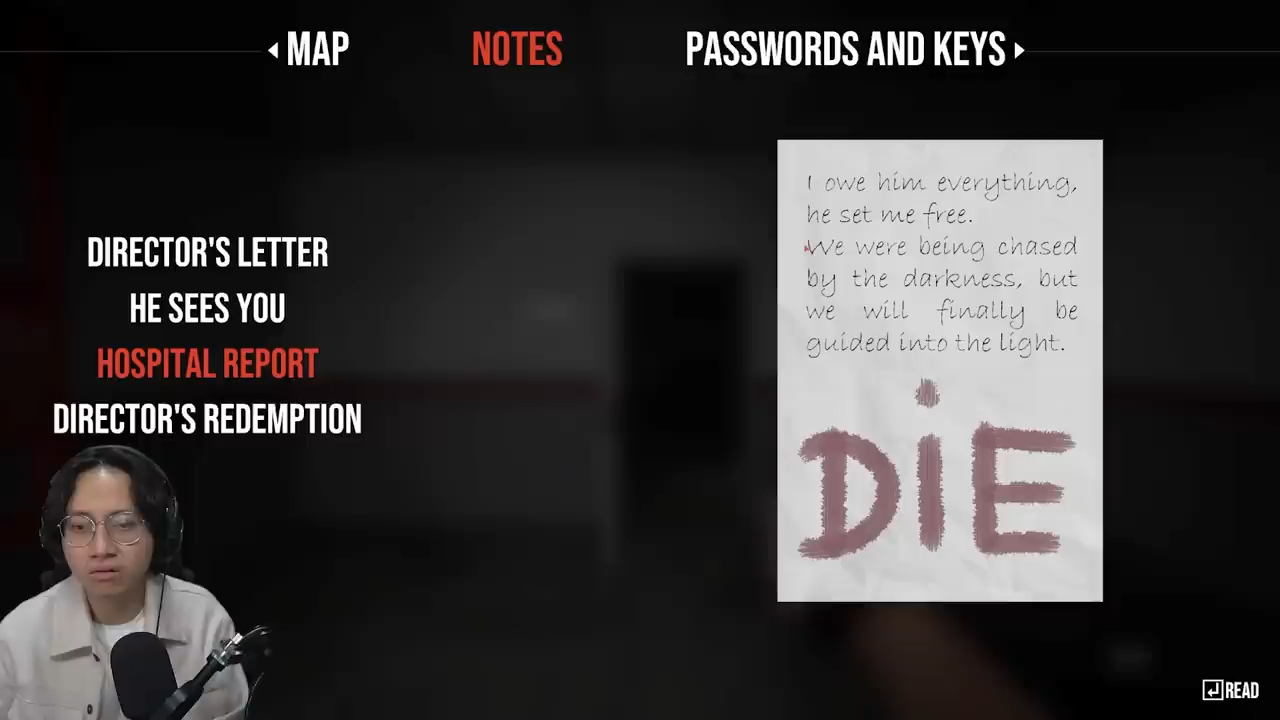 MAP
NOTES
PASSWORDS AND KEYS
DIRECTOR'S LETTER
HE SEES YOU
HOSPITAL REPORT
DIRECTOR'S REDEMPTION
I owe him everything,
he set me free.
We were being chased
by the darkness, but
we will finally be
guided into the light.
DiE
READ